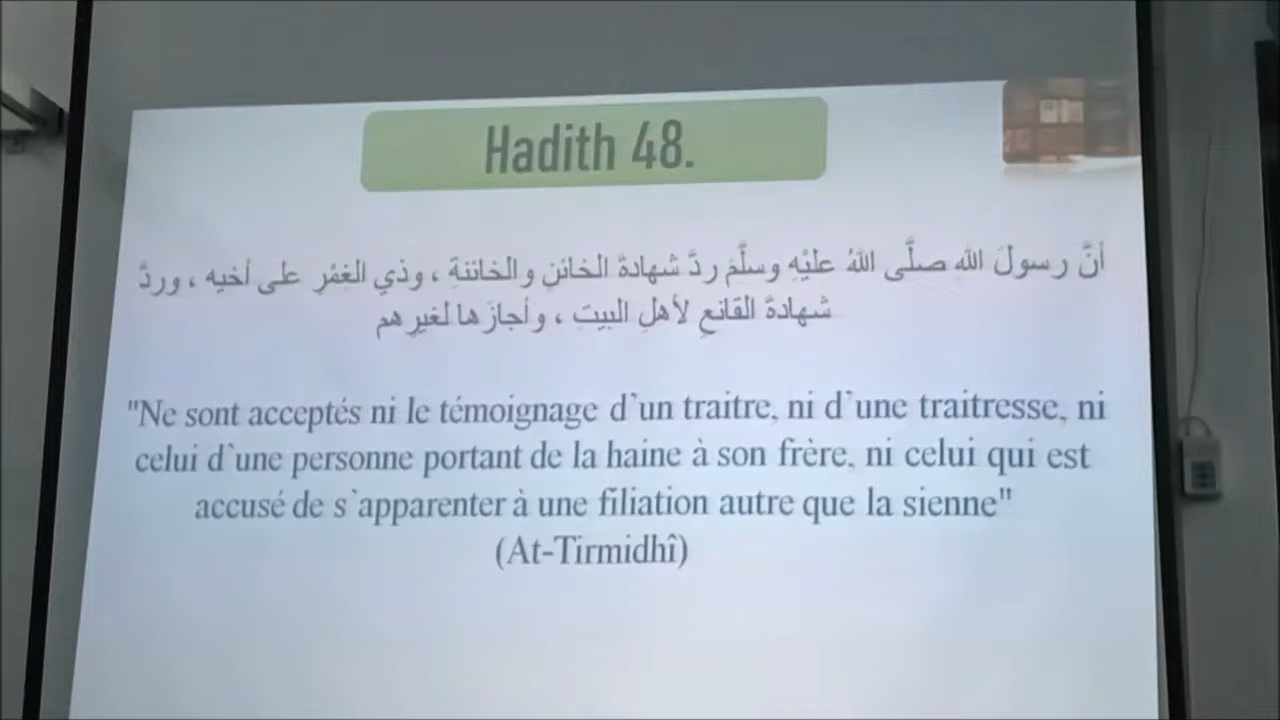 Hadith 48.
أنَّ رسولَ اللهِ صلَّى اللهُ عليْهِ وسلَّمَ ردَّ شهادةَ الخائنِ والخائنةِ ، وذي الغمْرِ على أخيه ، وردَّ
شهادةَ القانعِ لأهلِ البيتِ ، وأجازَها لغيرِهم
"Ne sont acceptés ni le témoignage d`un traitre, ni d`une traitresse, ni
celui d`une personne portant de la haine à son frère, ni celui qui est
accusé de s`apparenter à une filiation autre que la sienne"
(At-Tirmidhî)